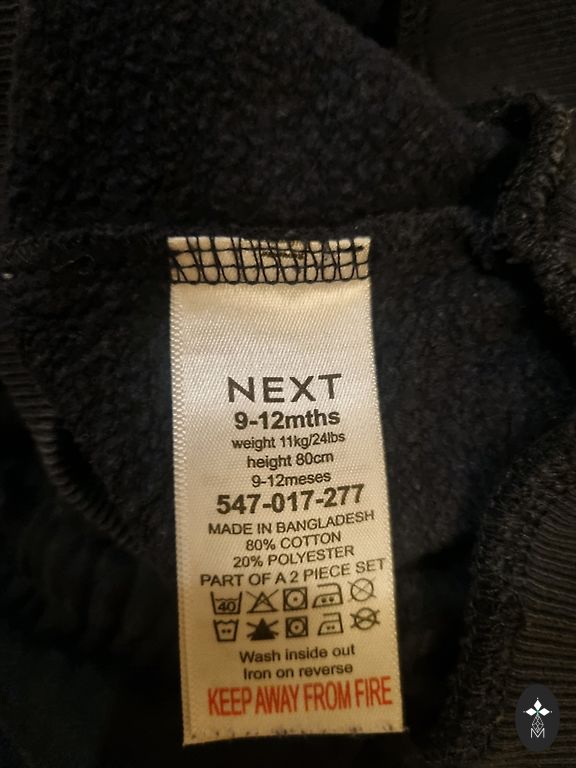 NEXT
9-12mths
weight 11kg/24lbs
height 80cm
9-12meses
547-017-277
MADE IN BANGLADESH
80% COTTON
20% POLYESTER
PART OF A 2 PIECE SET
40
Wash inside out
Iron on reverse
KEEP AWAY FROM FIRE
M